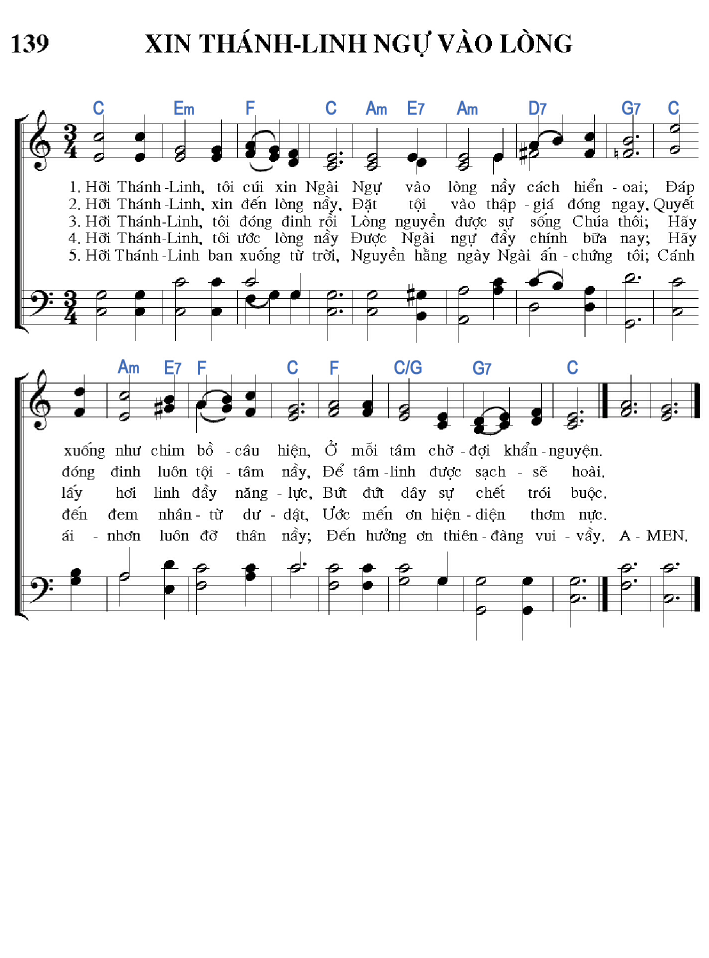 139 XIN THÁNH-LINH NGỰ VÀO LÒNG
C Em F C Am E7 Am D7 G7 C
3/4
1. Hỡi Thánh-Linh, tôi cúi xin Ngài Ngự vào lòng nầy cách hiển-oai; Đáp
2. Hỡi Thánh-Linh, xin đến lòng nầy, Đặt tội vào thập-giá đóng ngay, Quyết
3. Hỡi Thánh-Linh, tôi đóng đinh rồi Lòng nguyền được sự sống Chúa thôi; Hãy
4. Hỡi Thánh-Linh, tôi ước lòng nầy Được Ngài ngự đầy chính bữa nay; Hãy
5. Hỡi Thánh-Linh ban xuống từ trời, Nguyền hằng ngày Ngài ấn-chứng tôi; Cánh
3/4
Am E7 F C F C/G G7 C
xuống như chim bồ-câu hiện, Ở mỗi tâm chờ-đợi khẩn-nguyện.
đóng đinh luôn tội-tâm nầy, Để tâm-linh được sạch-sẽ hoài.
lấy hơi linh đầy năng-lực, Bứt đứt dây sự chết trói buộc.
đến đem nhân-từ dư-dật, Ước mến ơn hiện-diện thơm nực.
ái-nhơn luôn đỡ thân nầy; Đến hưởng ơn thiên-đàng vui-vầy. A-MEN.